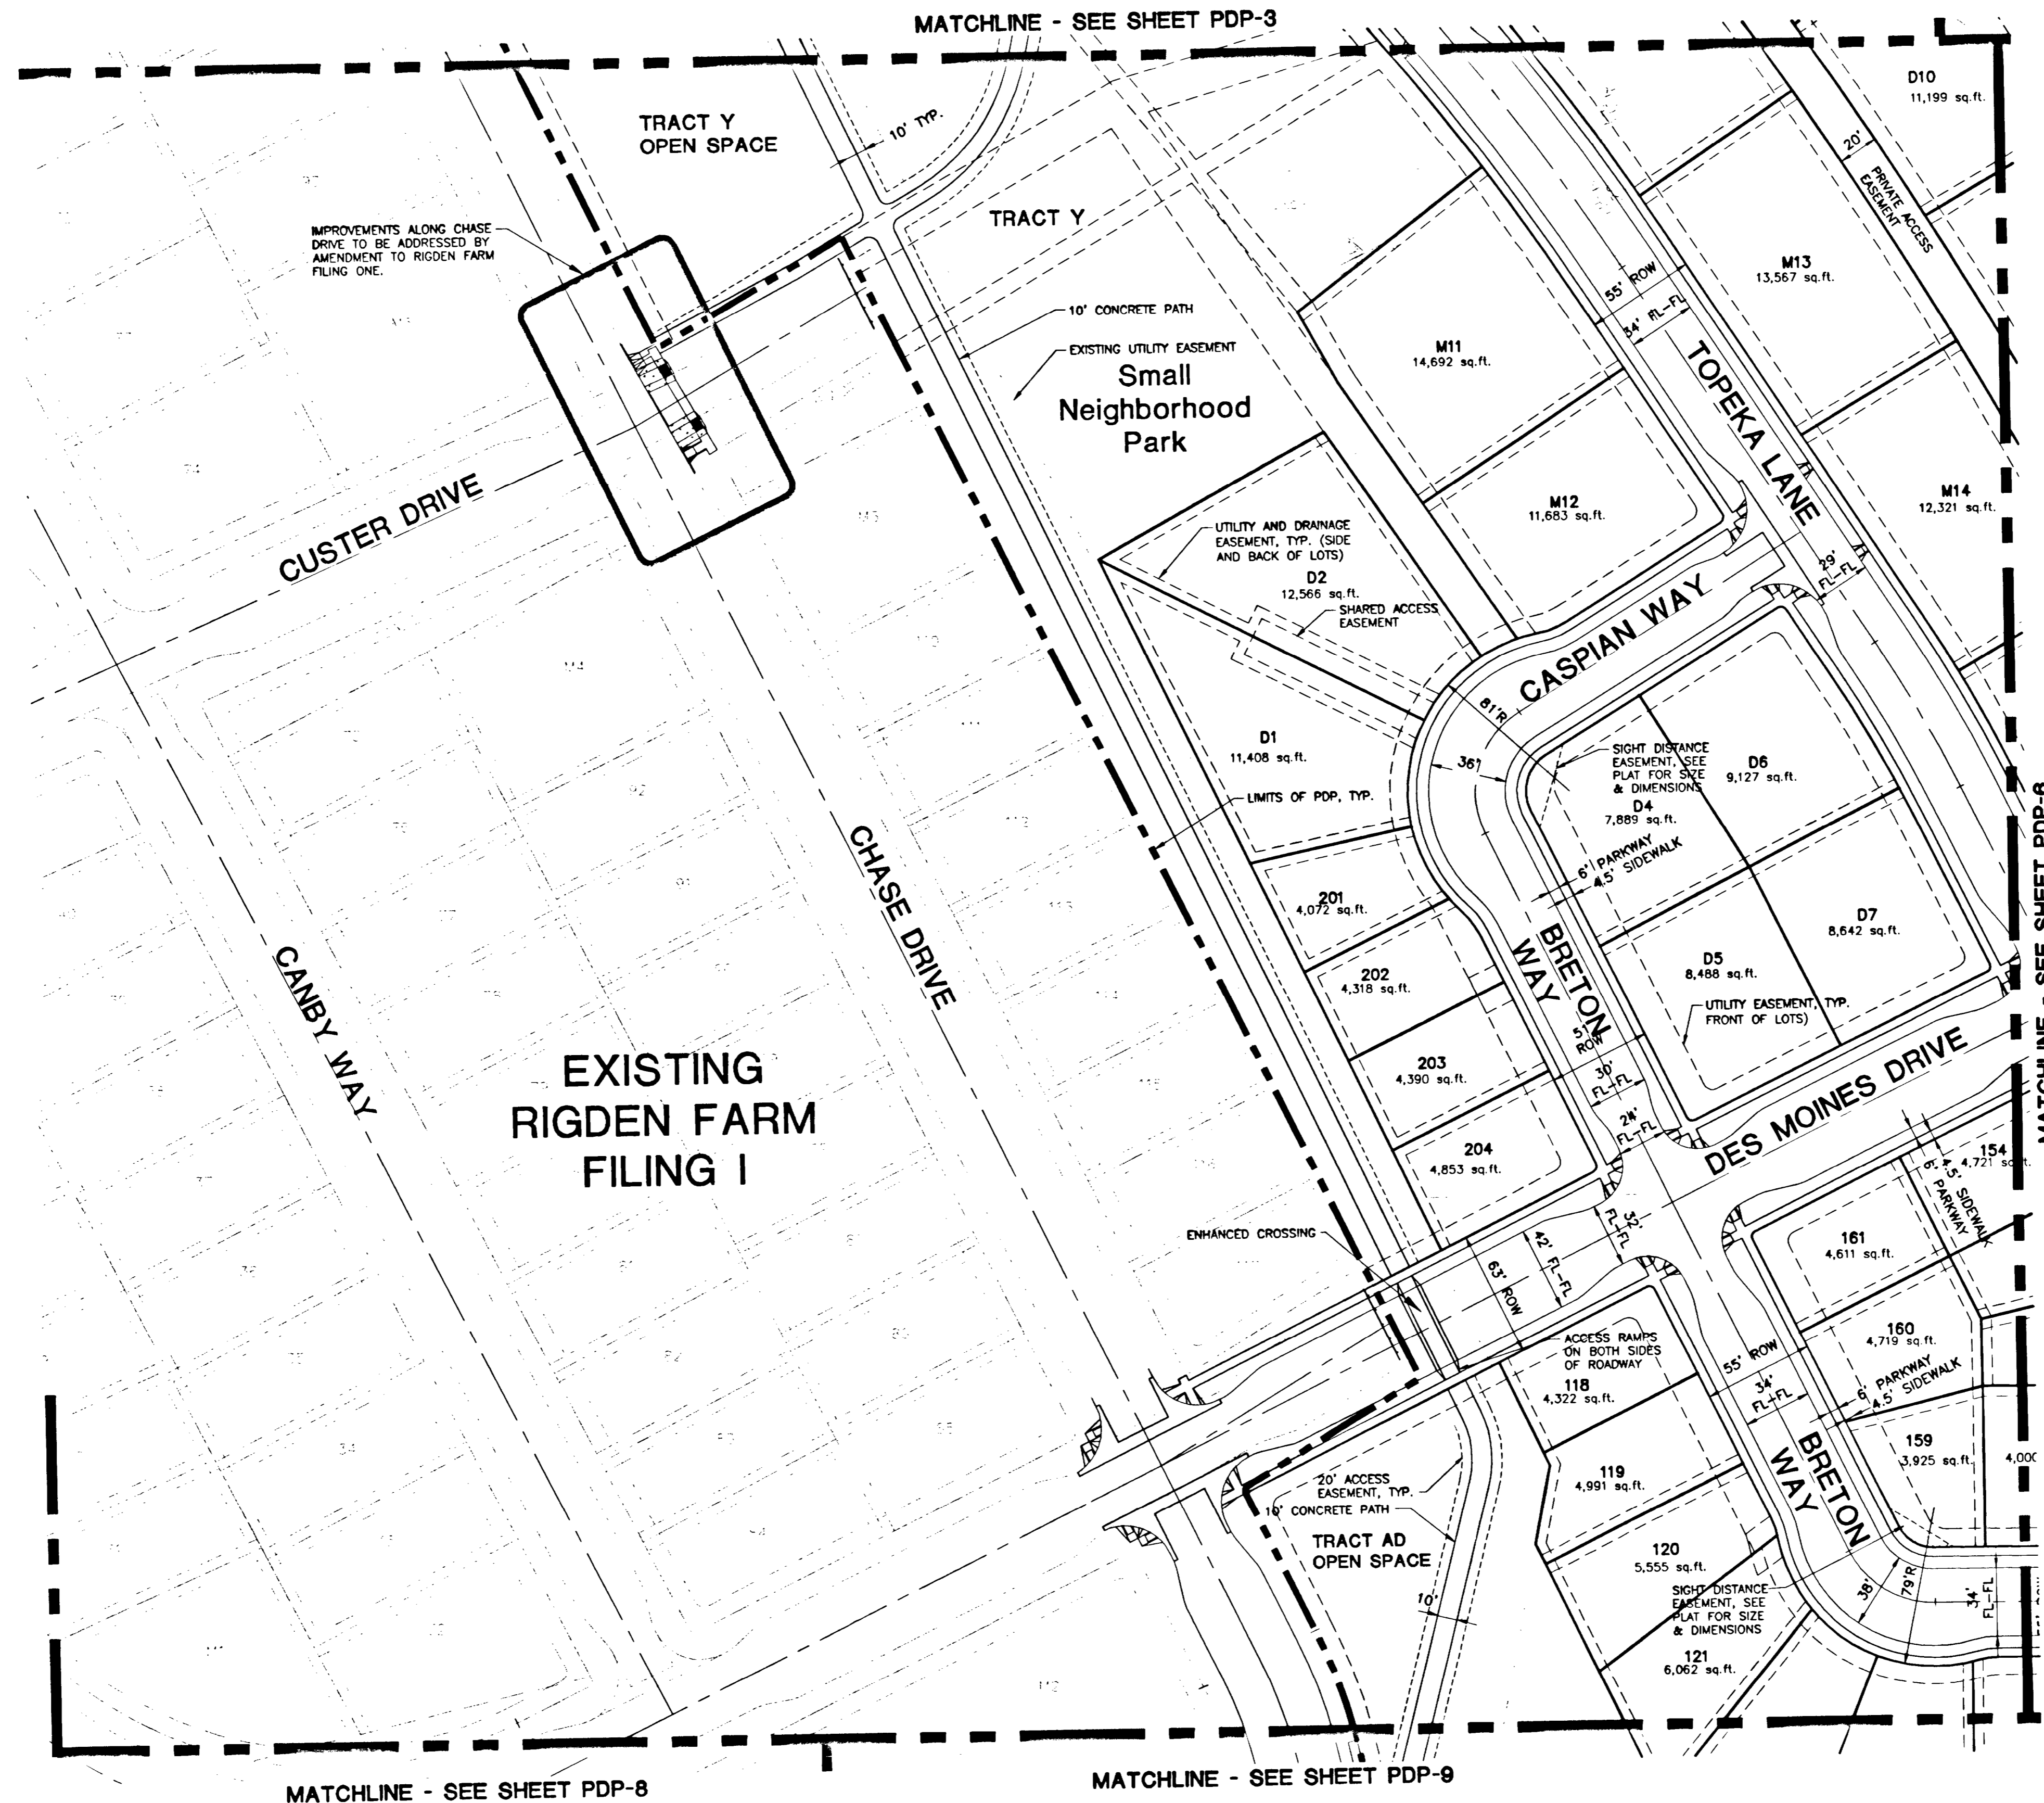 MATCHLINE - SEE SHEET PDP-3
TRACT Y
OPEN SPACE
10' TYP.
D10
11,199 sq.ft.
20'
PRIVATE ACCESS
EASEMENT
IMPROVEMENTS ALONG CHASE
DRIVE TO BE ADDRESSED BY
AMENDMENT TO RIGDEN FARM
FILING ONE.
TRACT Y
M13
13,567 sq.ft.
55' ROW
34' FL-FL
10' CONCRETE PATH
EXISTING UTILITY EASEMENT
Small
Neighborhood
Park
M11
14,692 sq.ft.
TOPEKA LANE
M12
11,683 sq.ft.
M14
12,321 sq.ft.
CUSTER DRIVE
UTILITY AND DRAINAGE
EASEMENT, TYP. (SIDE
AND BACK OF LOTS)
D2
12,566 sq.ft.
SHARED ACCESS
EASEMENT
29'
FL-FL
CASPIAN WAY
81'R
36'
D1
11,408 sq.ft.
SIGHT DISTANCE
EASEMENT, SEE
PLAT FOR SIZE
& DIMENSIONS
D6
9,127 sq.ft.
D4
7,889 sq.ft.
LIMITS OF PDP, TYP.
6' PARKWAY
4.5' SIDEWALK
MATCHLINE - SEE SHEET PDP-6
CHASE DRIVE
201
4,072 sq.ft.
D7
8,642 sq.ft.
BRETON
WAY
D5
8,488 sq.ft.
202
4,318 sq.ft.
UTILITY EASEMENT, TYP.
FRONT OF LOTS)
CANBY WAY
51'
ROW
30'
FL-FL
203
4,390 sq.ft.
EXISTING
RIGDEN FARM
FILING I
24'
FL-FL
DES MOINES DRIVE
204
4,853 sq.ft.
154
4,721 sq.ft.
4.5' SIDEWALK
6' PARKWAY
ENHANCED CROSSING
32'
FL-FL
42' FL-FL
63' ROW
161
4,611 sq.ft.
ACCESS RAMPS
ON BOTH SIDES
OF ROADWAY
118
4,322 sq.ft.
160
4,719 sq.ft.
55' ROW
34'
FL-FL
6' PARKWAY
4.5' SIDEWALK
BRETON
WAY
159
3,925 sq.ft.
119
4,991 sq.ft.
20' ACCESS
EASEMENT, TYP.
10' CONCRETE PATH
TRACT AD
OPEN SPACE
120
5,555 sq.ft.
SIGHT DISTANCE
EASEMENT, SEE
PLAT FOR SIZE
& DIMENSIONS
10'
38'
79'R
34'
FL-FL
121
6,062 sq.ft.
MATCHLINE - SEE SHEET PDP-8
MATCHLINE - SEE SHEET PDP-9